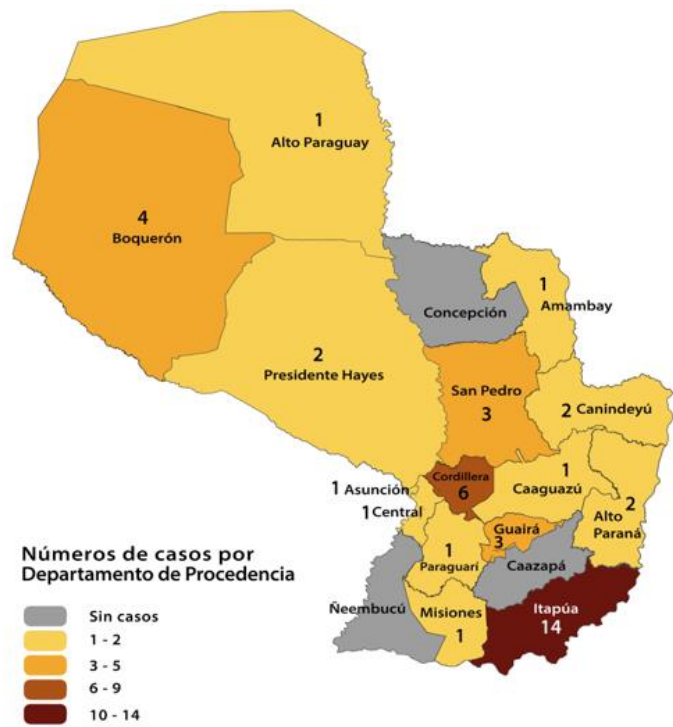 1
Alto Paraguay
4
Boquerón
Concepción
1
Amambay
2
Presidente Hayes
San Pedro
3
2 Canindeyú
Cordillera
6
1
Caaguazú
1 Asunción
1 Central
2
Alto
Paraná
Guairá
3
1
Paraguarí
Caazapá
Ñeembucú
Misiones
1
Itapúa
14
Números de casos por
Departamento de Procedencia
Sin casos
1 - 2
3 - 5
6 - 9
10 - 14